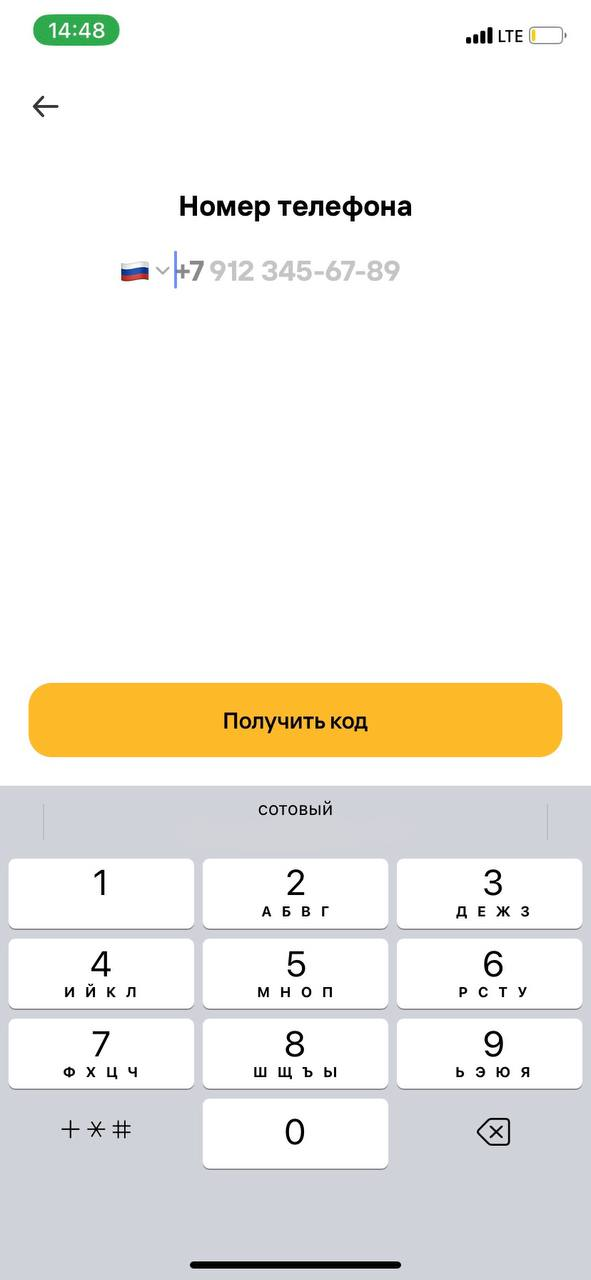 14:48 LTE
Номер телефона
+7 912 345-67-89
Получить код
сотовый
1 2 3
А Б В Г Д Е Ж З
4 5 6
И Й К Л М Н О П Р С Т У
7 8 9
Ф Х Ц Ч Ш Щ Ъ Ы Ь Э Ю Я
+ * # 0